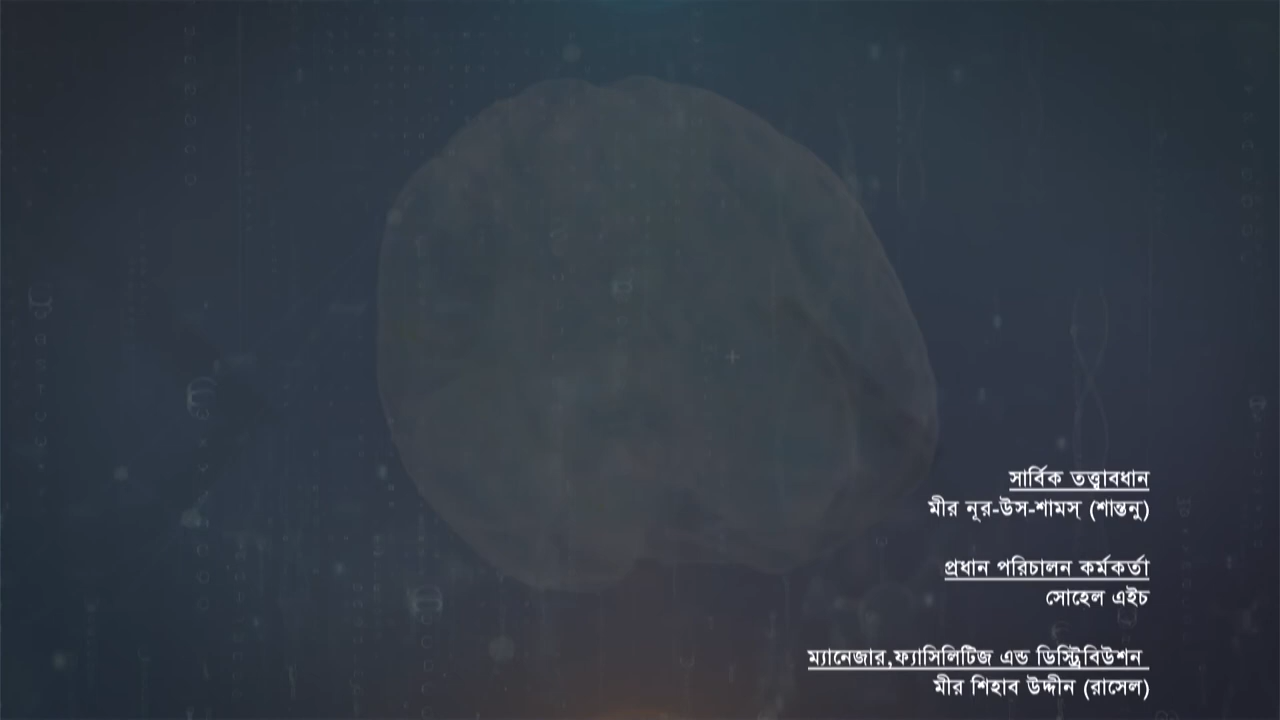 সার্বিক তত্ত্বাবধান
মীর নূর-উস-শামস্ (শান্তনু)
প্রধান পরিচালন কর্মকর্তা
সোহেল এইচ
ম্যানেজার,ফ্যাসিলিটিজ এন্ড ডিস্ট্রিবিউশন
মীর শিহাব উদ্দীন (রাসেল)